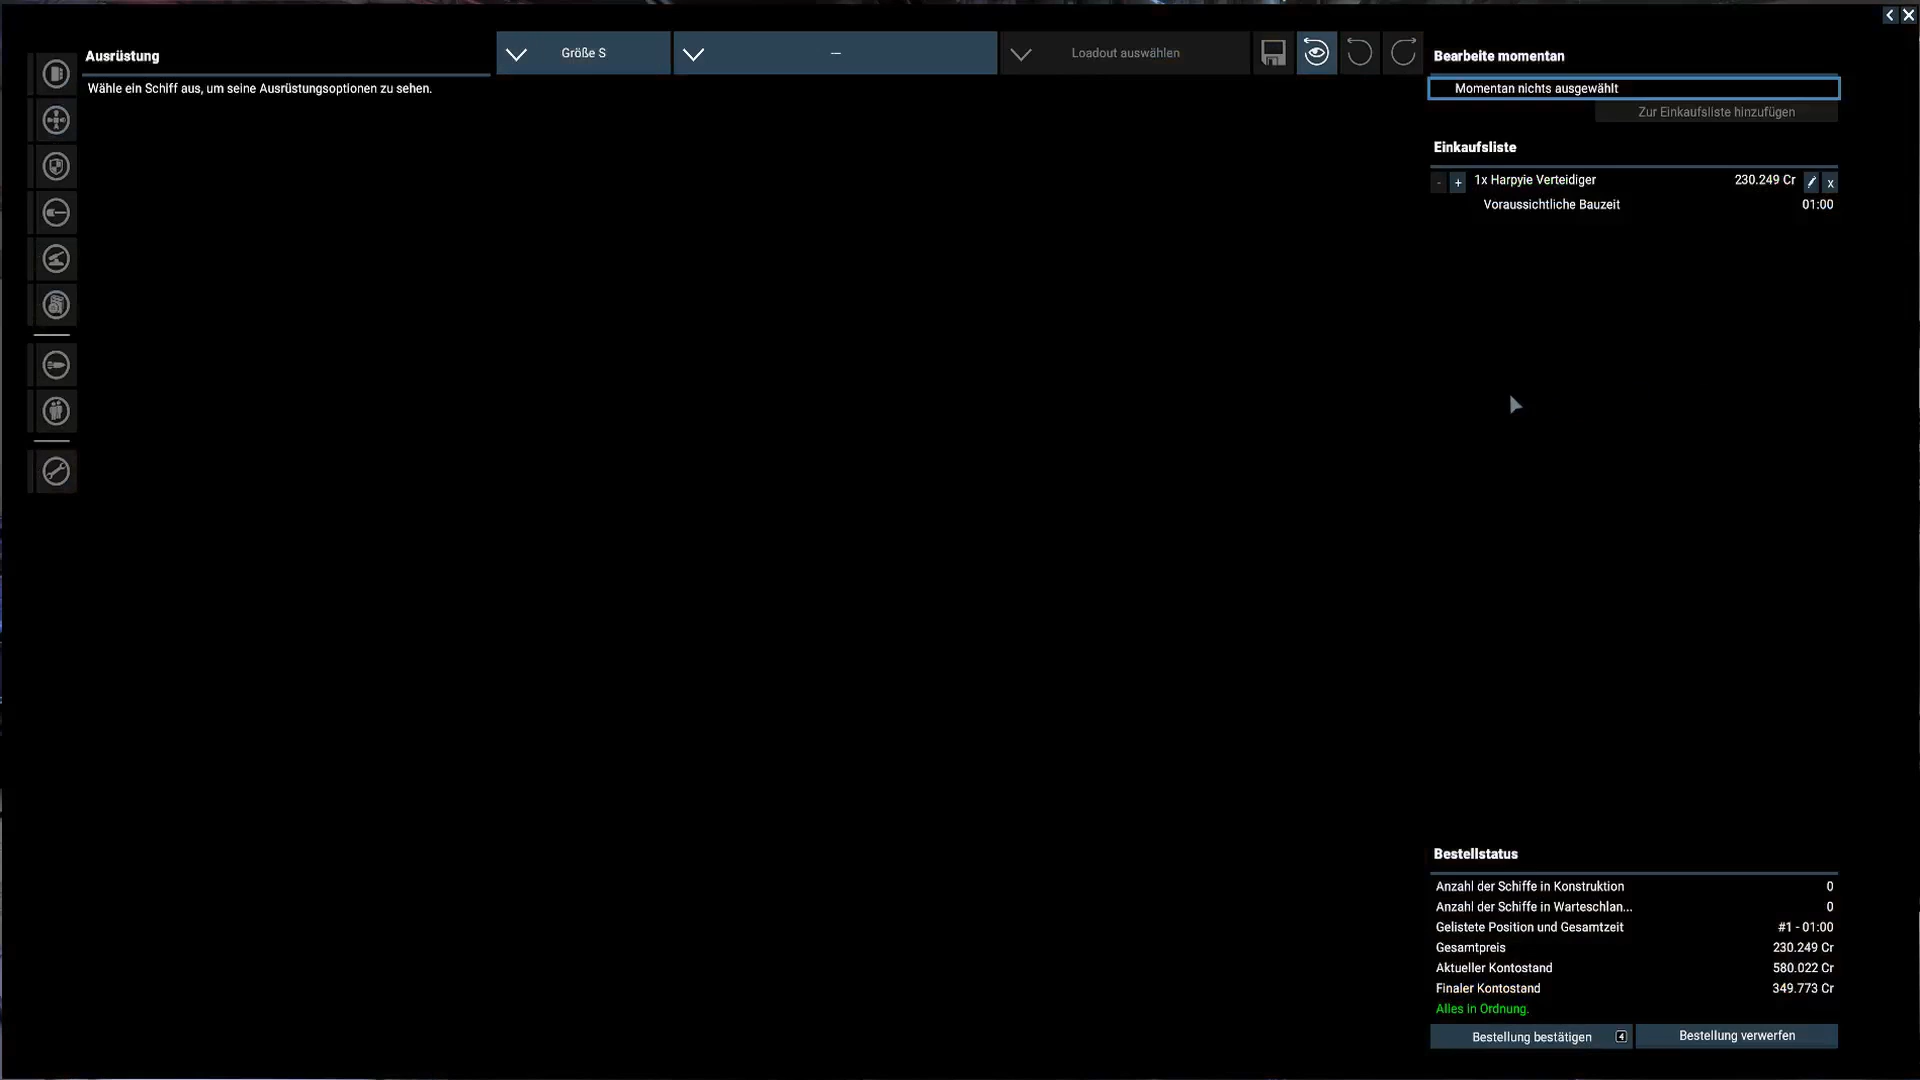 Ausrüstung
Wähle ein Schiff aus, um seine Ausrüstungsoptionen zu sehen.
Größe S
—
Loadout auswählen
Bearbeite momentan
Momentan nichts ausgewählt
Zur Einkaufsliste hinzufügen
Einkaufsliste
- + 1x Harpyie Verteidiger 230.249 Cr x
Voraussichtliche Bauzeit 01:00
Bestellstatus
Anzahl der Schiffe in Konstruktion 0
Anzahl der Schiffe in Warteschlan... 0
Gelistete Position und Gesamtzeit #1 - 01:00
Gesamtpreis 230.249 Cr
Aktueller Kontostand 580.022 Cr
Finaler Kontostand 349.773 Cr
Alles in Ordnung.
Bestellung bestätigen 4 Bestellung verwerfen